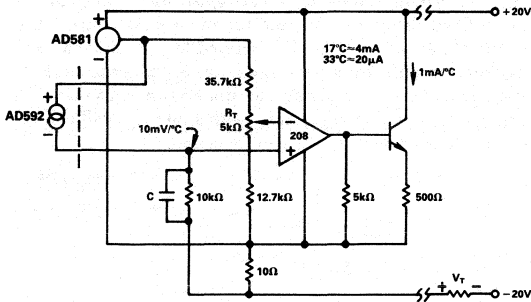 +
AD581
-
+20V
17°C≈4mA
33°C≈20μA
1mA/°C
35.7kΩ
+
AD592
-
RT
5kΩ
10mV/°C
-
208
+
C
10kΩ
12.7kΩ
5kΩ
500Ω
10Ω
+ VT -
-20V